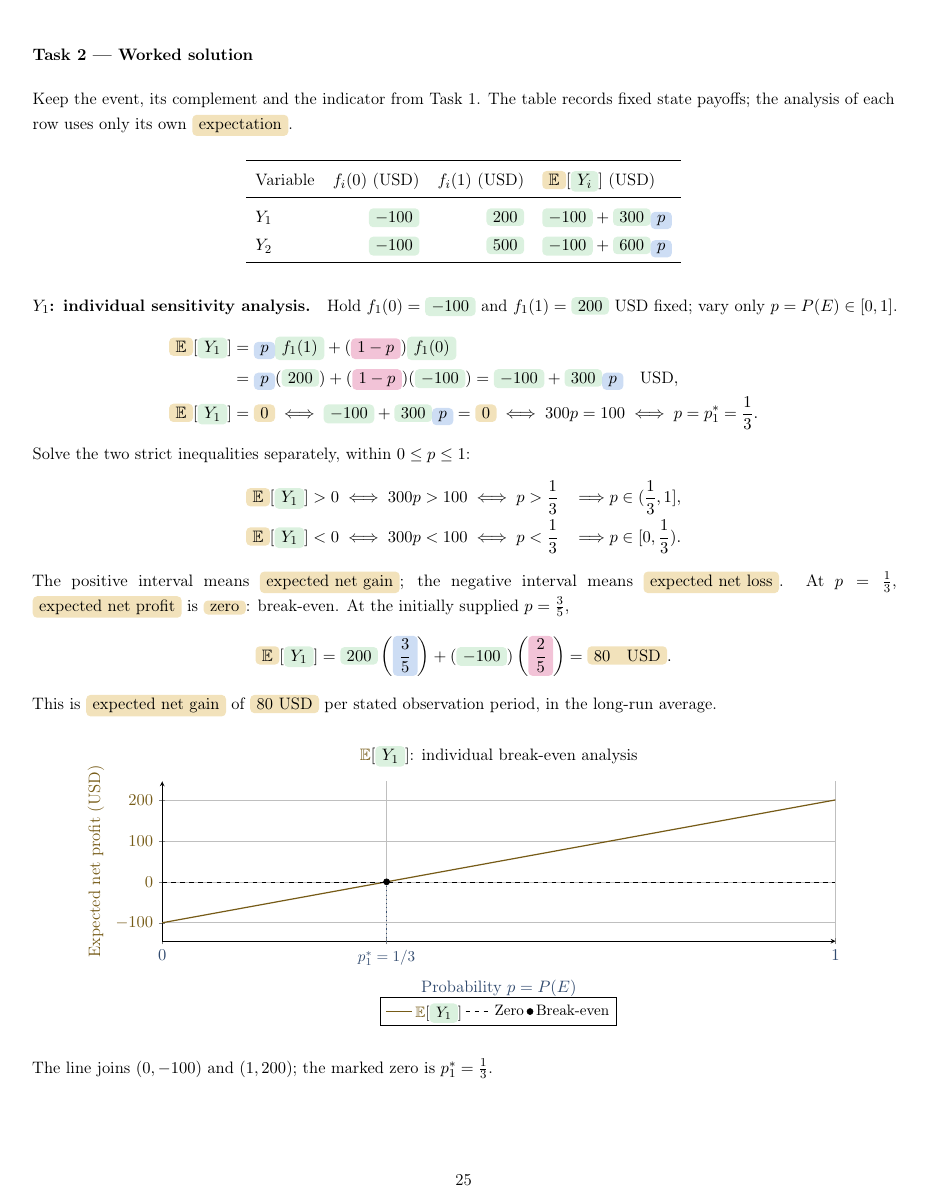 Task 2 — Worked solution
Keep the event, its complement and the indicator from Task 1. The table records fixed state payoffs; the analysis of each
row uses only its own expectation.
Variable f_i(0) (USD) f_i(1) (USD) 𝔼[Y_i] (USD)
Y_1 −100 200 −100 + 300p
Y_2 −100 500 −100 + 600p
Y_1: individual sensitivity analysis. Hold f_1(0) = −100 and f_1(1) = 200 USD fixed; vary only p = P(E) ∈ [0, 1].
𝔼[Y_1] = p f_1(1) + (1 − p) f_1(0)
= p(200) + (1 − p)(−100) = −100 + 300p USD,
𝔼[Y_1] = 0 ⟺ −100 + 300p = 0 ⟺ 300p = 100 ⟺ p = p_1^* = 1/3.
Solve the two strict inequalities separately, within 0 ≤ p ≤ 1:
𝔼[Y_1] > 0 ⟺ 300p > 100 ⟺ p > 1/3 ⟹ p ∈ (1/3, 1],
𝔼[Y_1] < 0 ⟺ 300p < 100 ⟺ p < 1/3 ⟹ p ∈ [0, 1/3).
The positive interval means expected net gain; the negative interval means expected net loss. At p = 1/3,
expected net profit is zero: break-even. At the initially supplied p = 3/5,
𝔼[Y_1] = 200 (3/5) + (−100) (2/5) = 80 USD.
This is expected net gain of 80 USD per stated observation period, in the long-run average.
𝔼[Y_1]: individual break-even analysis
Expected net profit (USD)
200
100
0
−100
0 p_1^* = 1/3 1
Probability p = P(E)
𝔼[Y_1] Zero Break-even
The line joins (0, −100) and (1, 200); the marked zero is p_1^* = 1/3.
25